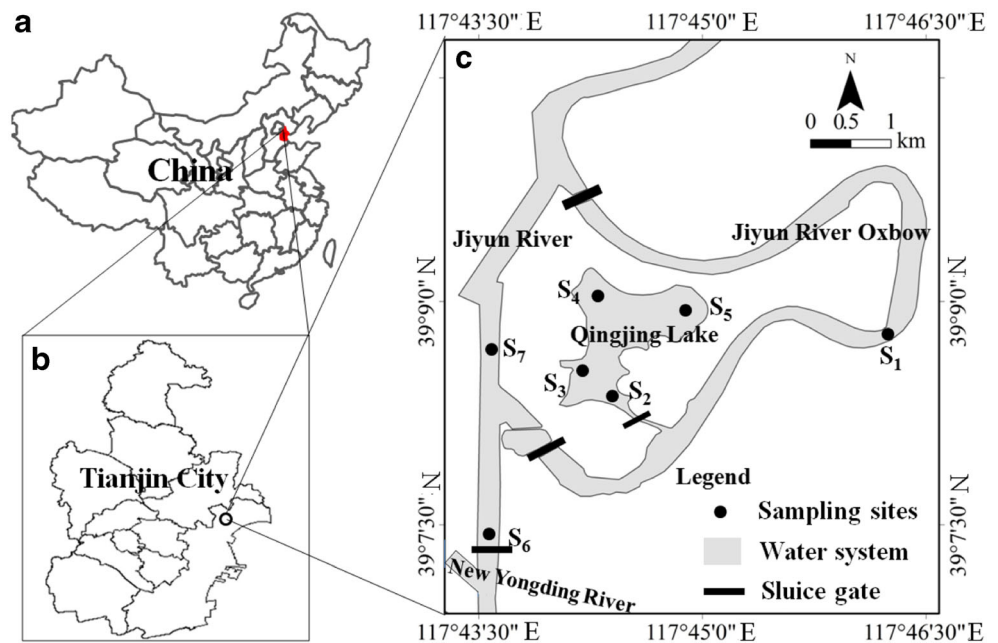 a
China
b
Tianjin City
c
117°43'30" E
117°45'0" E
117°46'30" E
N
0 0.5 1
km
Jiyun River
Jiyun River Oxbow
39°9'0" N
39°9'0" N
S4
S5
Qingjing Lake
S7
S1
S3
S2
Legend
Sampling sites
Water system
Sluice gate
S6
39°7'30" N
39°7'30" N
New Yongding River
117°43'30" E
117°45'0" E
117°46'30" E